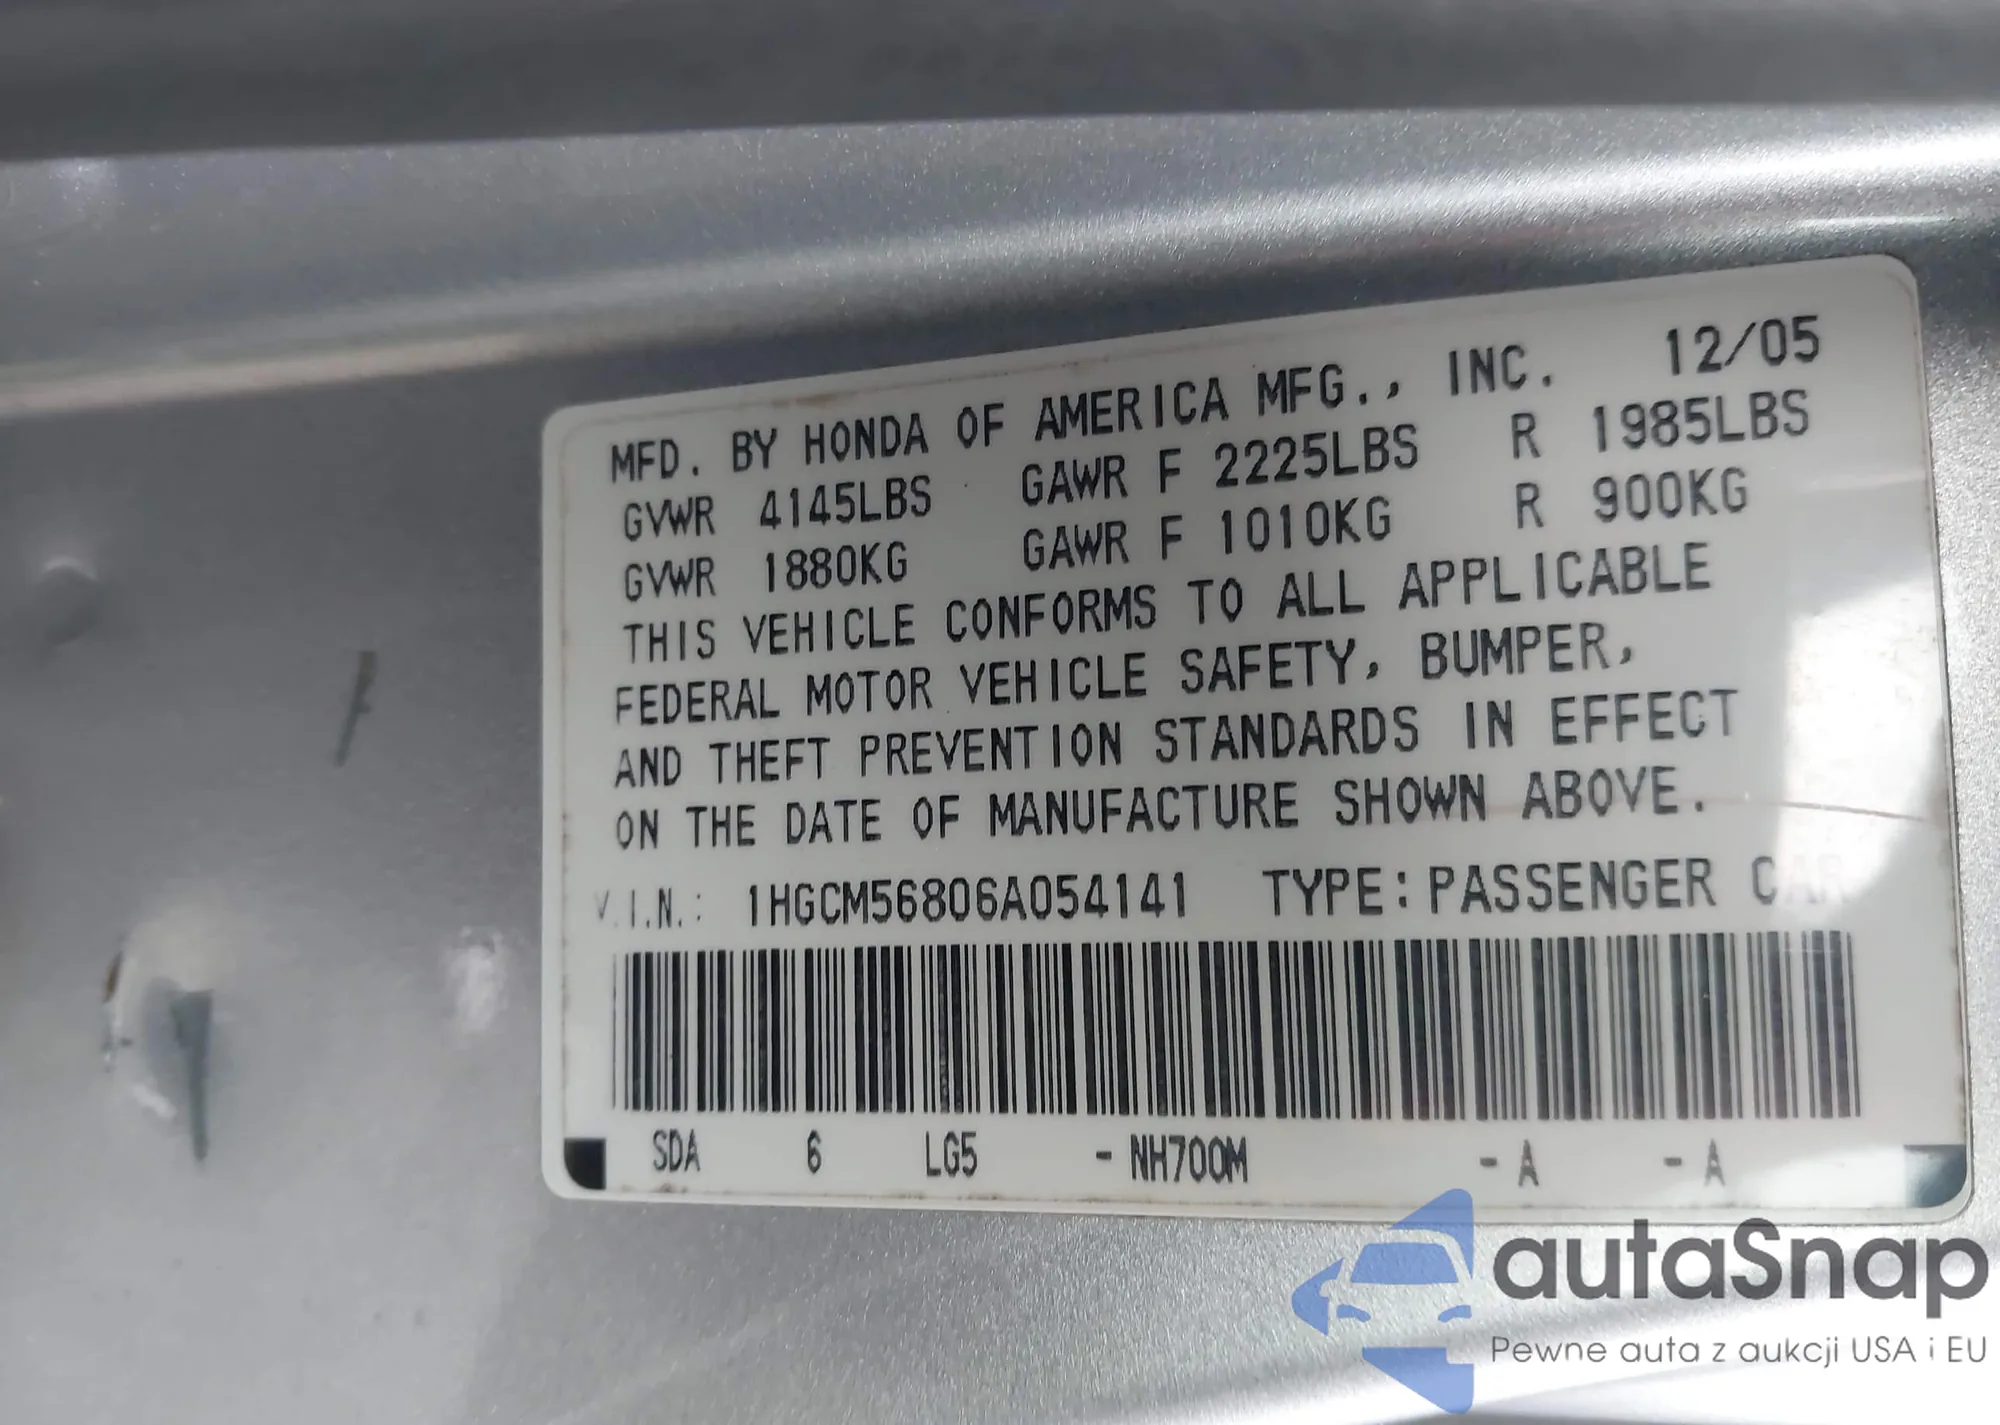 MFD. BY HONDA OF AMERICA MFG., INC. 12/05
GVWR 4145LBS GAWR F 2225LBS R 1985LBS
GVWR 1880KG GAWR F 1010KG R 900KG
THIS VEHICLE CONFORMS TO ALL APPLICABLE
FEDERAL MOTOR VEHICLE SAFETY, BUMPER,
AND THEFT PREVENTION STANDARDS IN EFFECT
ON THE DATE OF MANUFACTURE SHOWN ABOVE.
V.I.N.: 1HGCM56806A054141 TYPE:PASSENGER CAR
SDA 6 LG5 -NH700M -A -A
autaSnap
Pewne auta z aukcji USA i EU